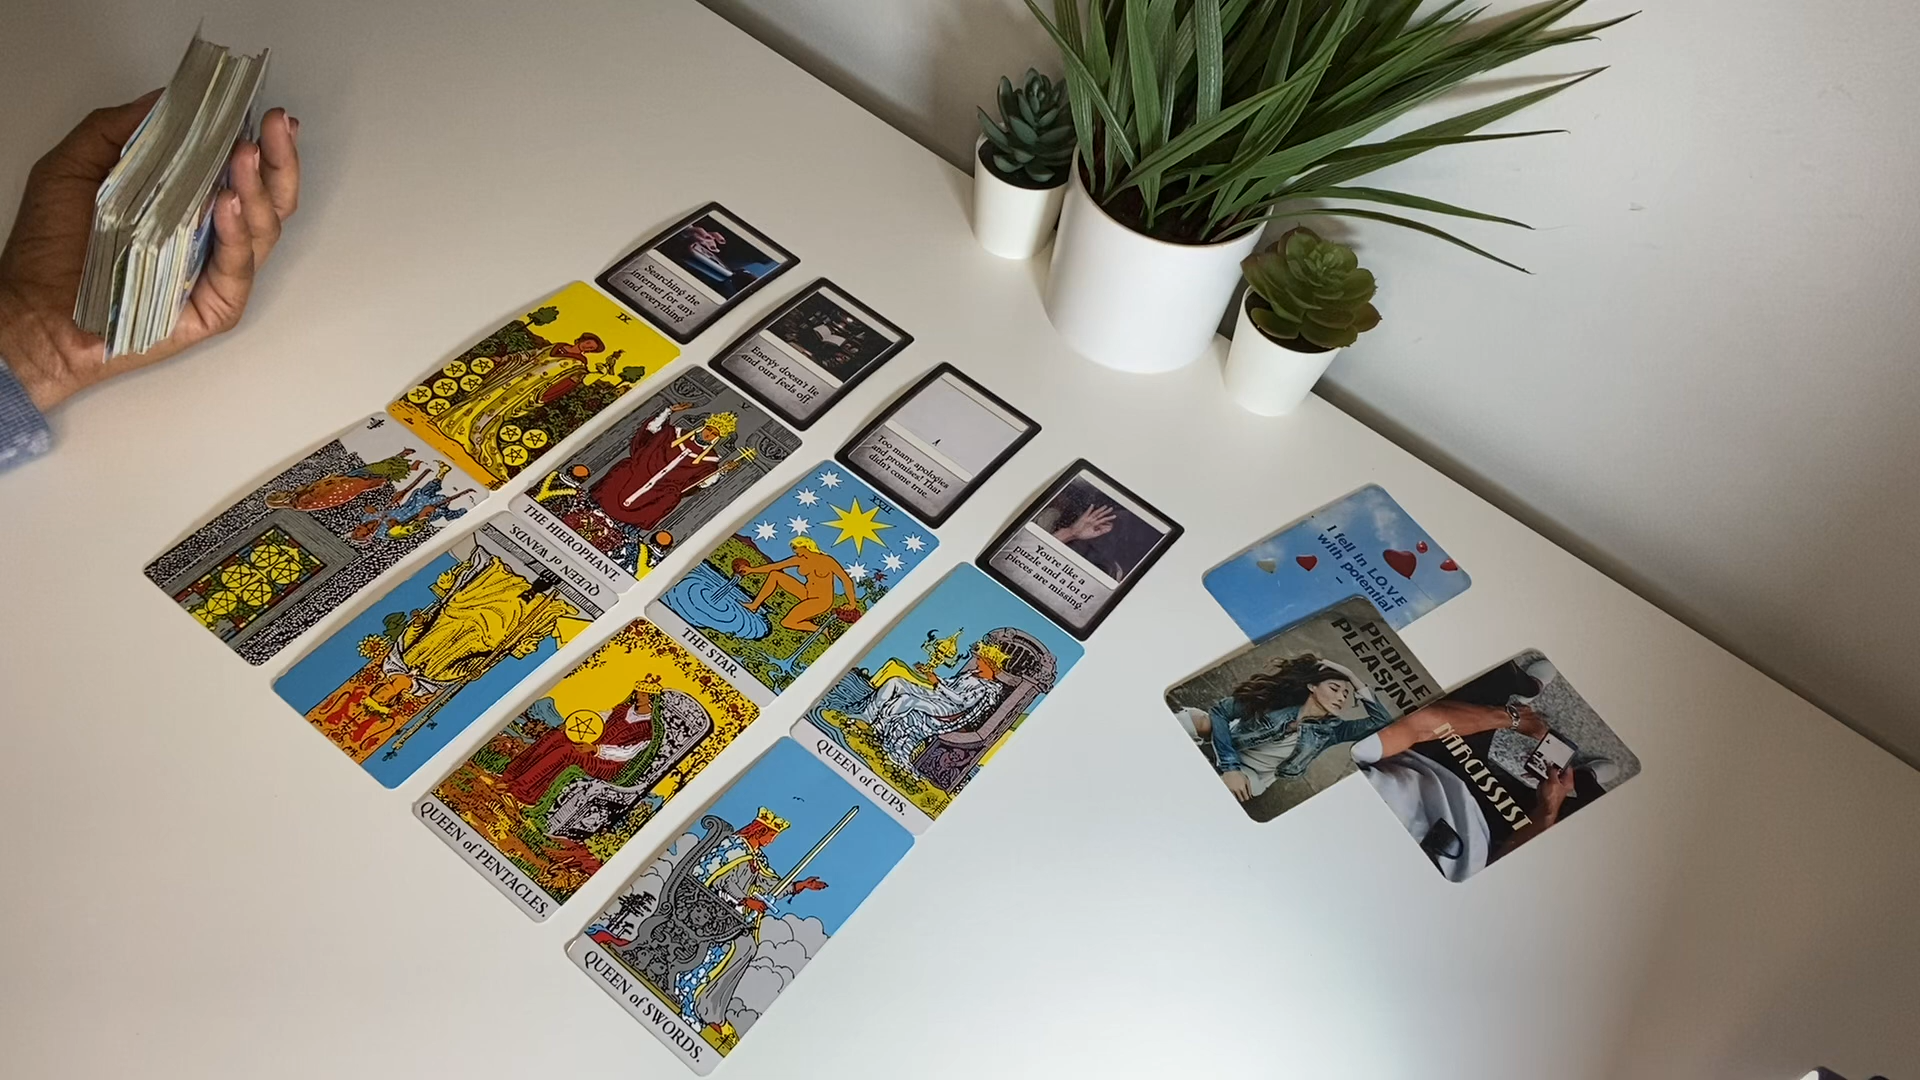 Searching the
internet for any
and everything
Energy doesn't lie
and ours feels off.
Too many apologies
and promises! That
didn't come true.
You're like a
puzzle and a lot of
pieces are missing.
IX
V
THE HIEROPHANT.
XVII
THE STAR.
QUEEN of CUPS.
QUEEN of WANDS.
QUEEN of PENTACLES.
QUEEN of SWORDS.
I fell in L.O.V.E
with potential
PEOPLE
PLEASING
NARCISSIST